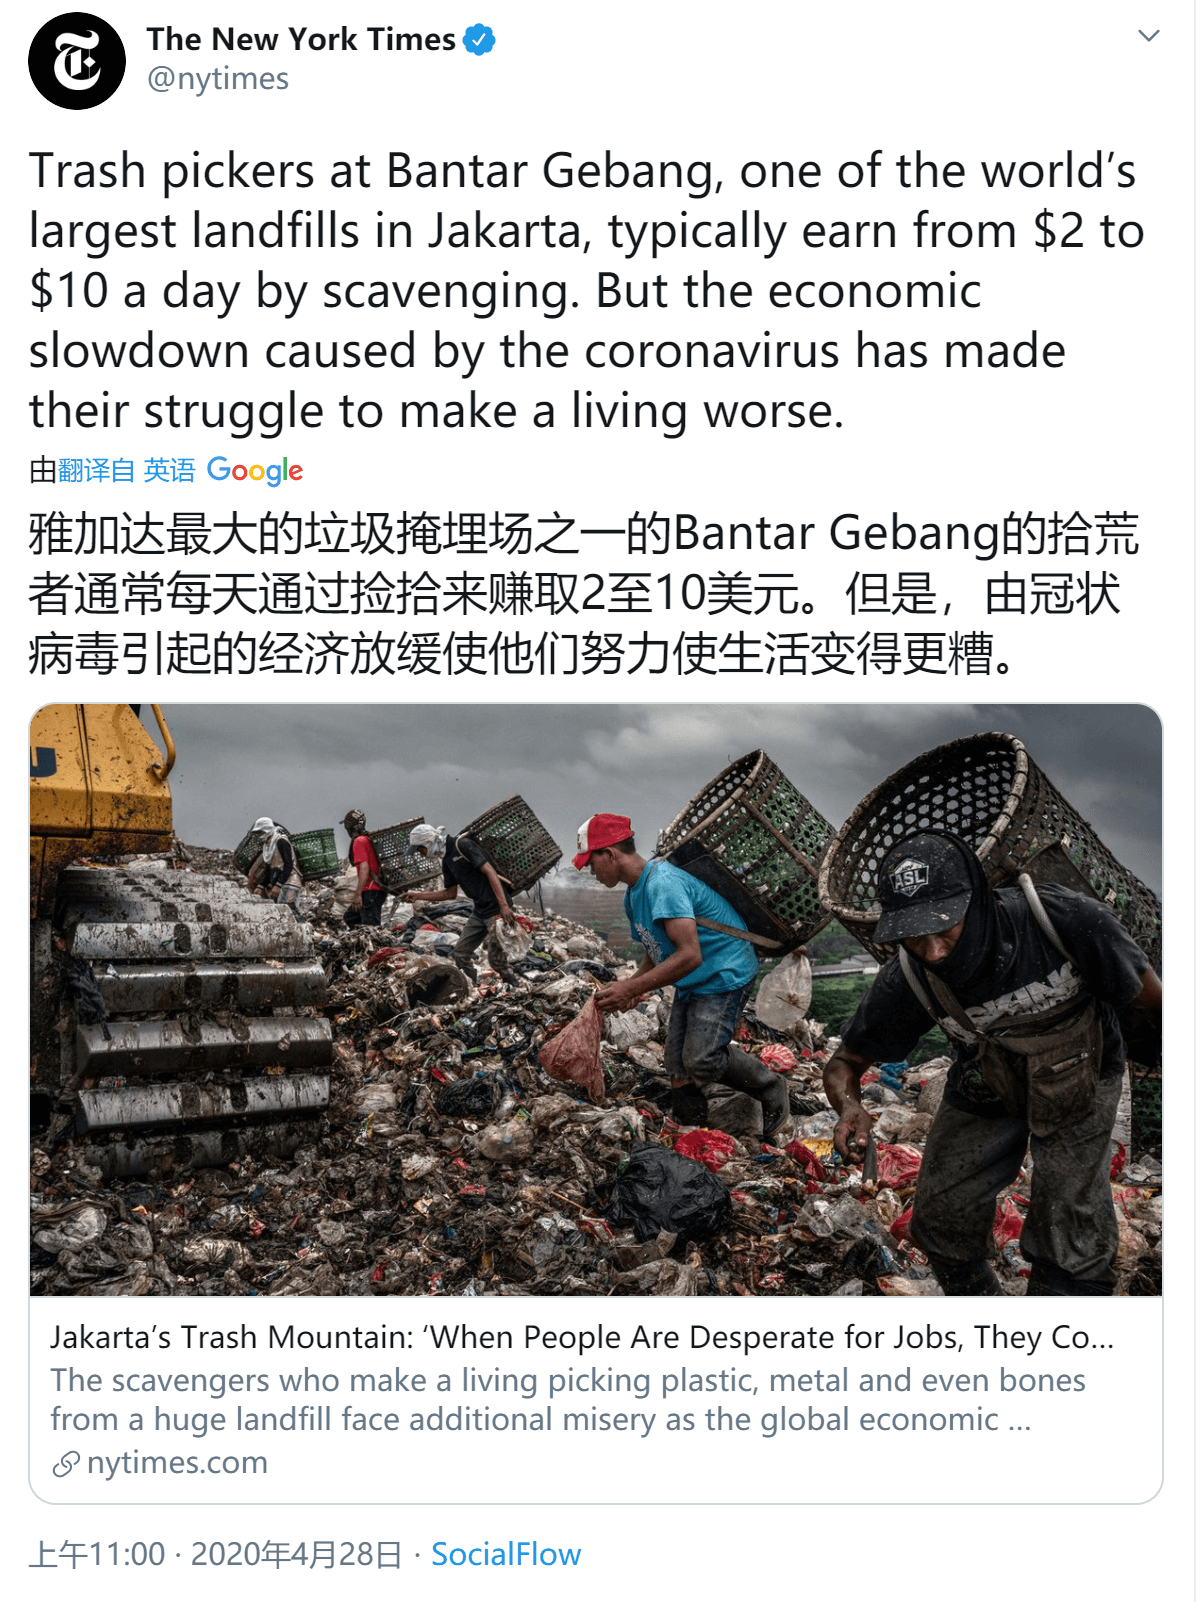 The New York Times
@nytimes
Trash pickers at Bantar Gebang, one of the world’s
largest landfills in Jakarta, typically earn from $2 to
$10 a day by scavenging. But the economic
slowdown caused by the coronavirus has made
their struggle to make a living worse.
由翻译自 英语 Google
雅加达最大的垃圾掩埋场之一的Bantar Gebang的拾荒
者通常每天通过捡拾来赚取2至10美元。但是，由冠状
病毒引起的经济放缓使他们努力使生活变得更糟。
ASL
Jakarta’s Trash Mountain: ‘When People Are Desperate for Jobs, They Co...
The scavengers who make a living picking plastic, metal and even bones
from a huge landfill face additional misery as the global economic ...
nytimes.com
上午11:00 · 2020年4月28日 · SocialFlow